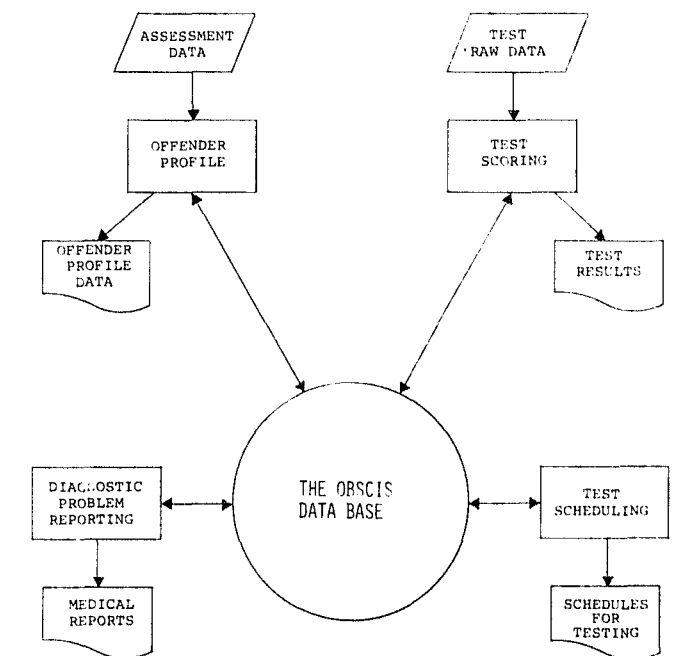 ASSESSMENT
DATA
TEST
RAW DATA
OFFENDER
PROFILE
TEST
SCORING
OFFENDER
PROFILE
DATA
TEST
RESULTS
DIAGNOSTIC
PROBLEM
REPORTING
THE OBSCIS
DATA BASE
TEST
SCHEDULING
MEDICAL
REPORTS
SCHEDULES
FOR
TESTING